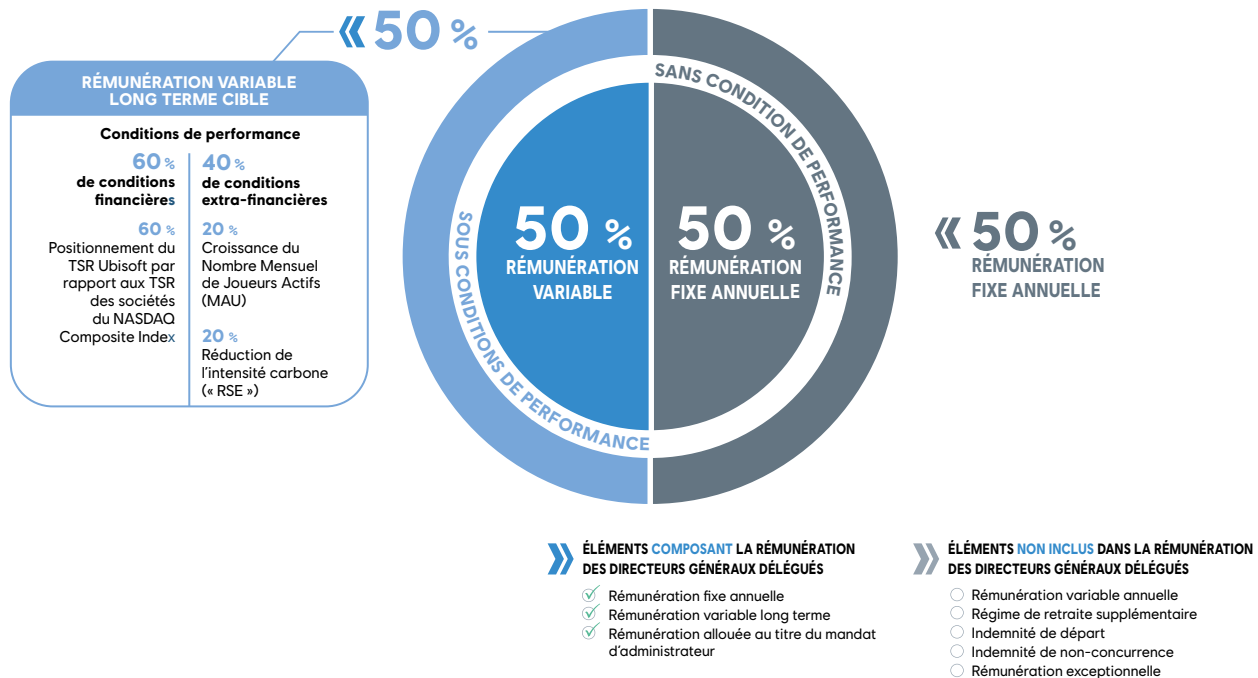 50 %
RÉMUNÉRATION VARIABLE
LONG TERME CIBLE
Conditions de performance
60 %
de conditions
financières
60 %
Positionnement du
TSR Ubisoft par
rapport aux TSR
des sociétés
du NASDAQ
Composite Index
40 %
de conditions
extra-financières
20 %
Croissance du
Nombre Mensuel
de Joueurs Actifs
(MAU)
20 %
Réduction de
l'intensité carbone
(« RSE »)
SOUS CONDITIONS DE PERFORMANCE
50 %
RÉMUNÉRATION
VARIABLE
SANS CONDITION DE PERFORMANCE
50 %
RÉMUNÉRATION
FIXE ANNUELLE
50 %
RÉMUNÉRATION
FIXE ANNUELLE
ÉLÉMENTS COMPOSANT LA RÉMUNÉRATION
DES DIRECTEURS GÉNÉRAUX DÉLÉGUÉS
Rémunération fixe annuelle
Rémunération variable long terme
Rémunération allouée au titre du mandat
d'administrateur
ÉLÉMENTS NON INCLUS DANS LA RÉMUNÉRATION
DES DIRECTEURS GÉNÉRAUX DÉLÉGUÉS
Rémunération variable annuelle
Régime de retraite supplémentaire
Indemnité de départ
Indemnité de non-concurrence
Rémunération exceptionnelle